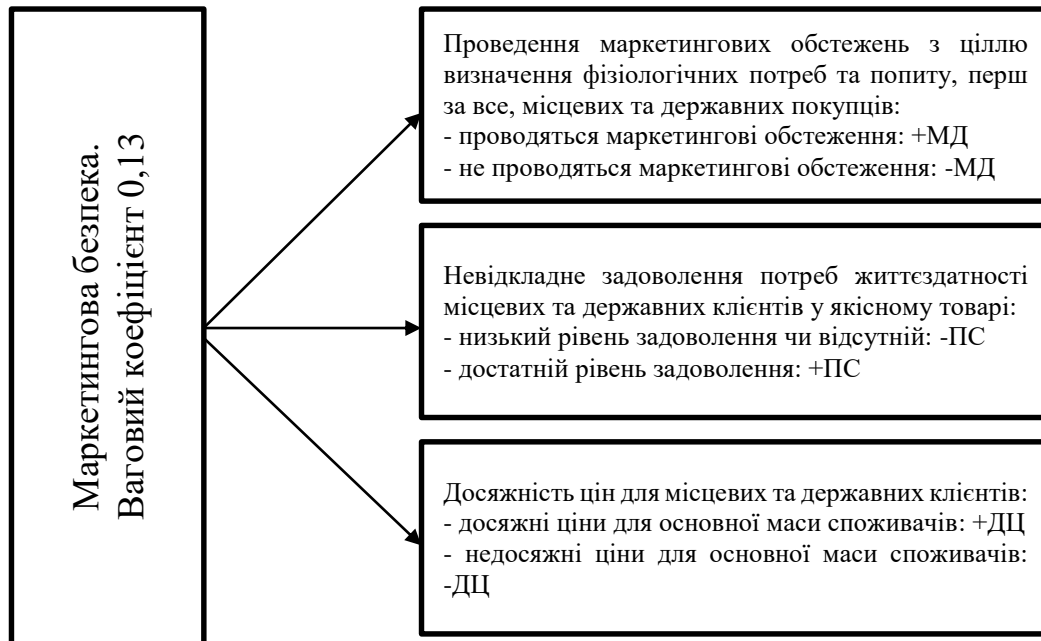 Маркетингова безпека.
Ваговий коефіцієнт 0,13
Проведення маркетингових обстежень з ціллю
визначення фізіологічних потреб та попиту, перш
за все, місцевих та державних покупців:
- проводяться маркетингові обстеження: +МД
- не проводяться маркетингові обстеження: -МД
Невідкладне задоволення потреб життєздатності
місцевих та державних клієнтів у якісному товарі:
- низький рівень задоволення чи відсутній: -ПС
- достатній рівень задоволення: +ПС
Досяжність цін для місцевих та державних клієнтів:
- досяжні ціни для основної маси споживачів: +ДЦ
- недосяжні ціни для основної маси споживачів:
-ДЦ